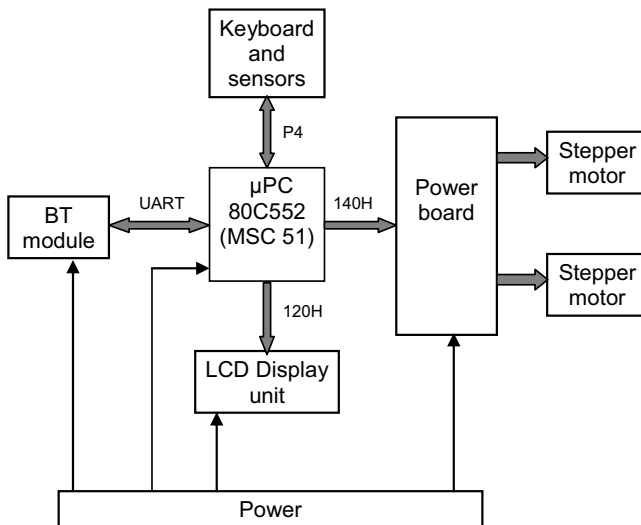 Keyboard
and
sensors
P4
µPC
80C552
(MSC 51)
UART
140H
BT
module
Power
board
Stepper
motor
Stepper
motor
120H
LCD Display
unit
Power